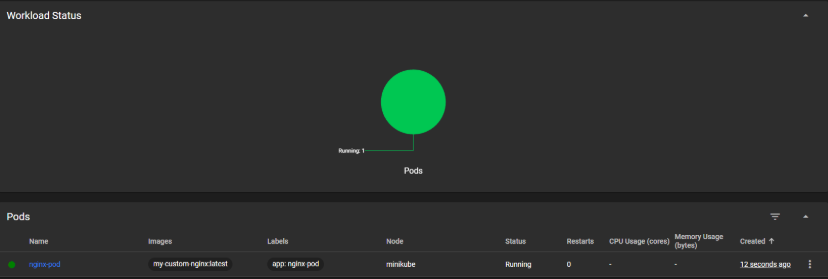 Workload Status
Running: 1
Pods
Pods
Name Images Labels Node Status Restarts CPU Usage (cores) Memory Usage (bytes) Created
nginx-pod my-custom-nginx:latest app: nginx-pod minikube Running 0 - - 12 seconds ago